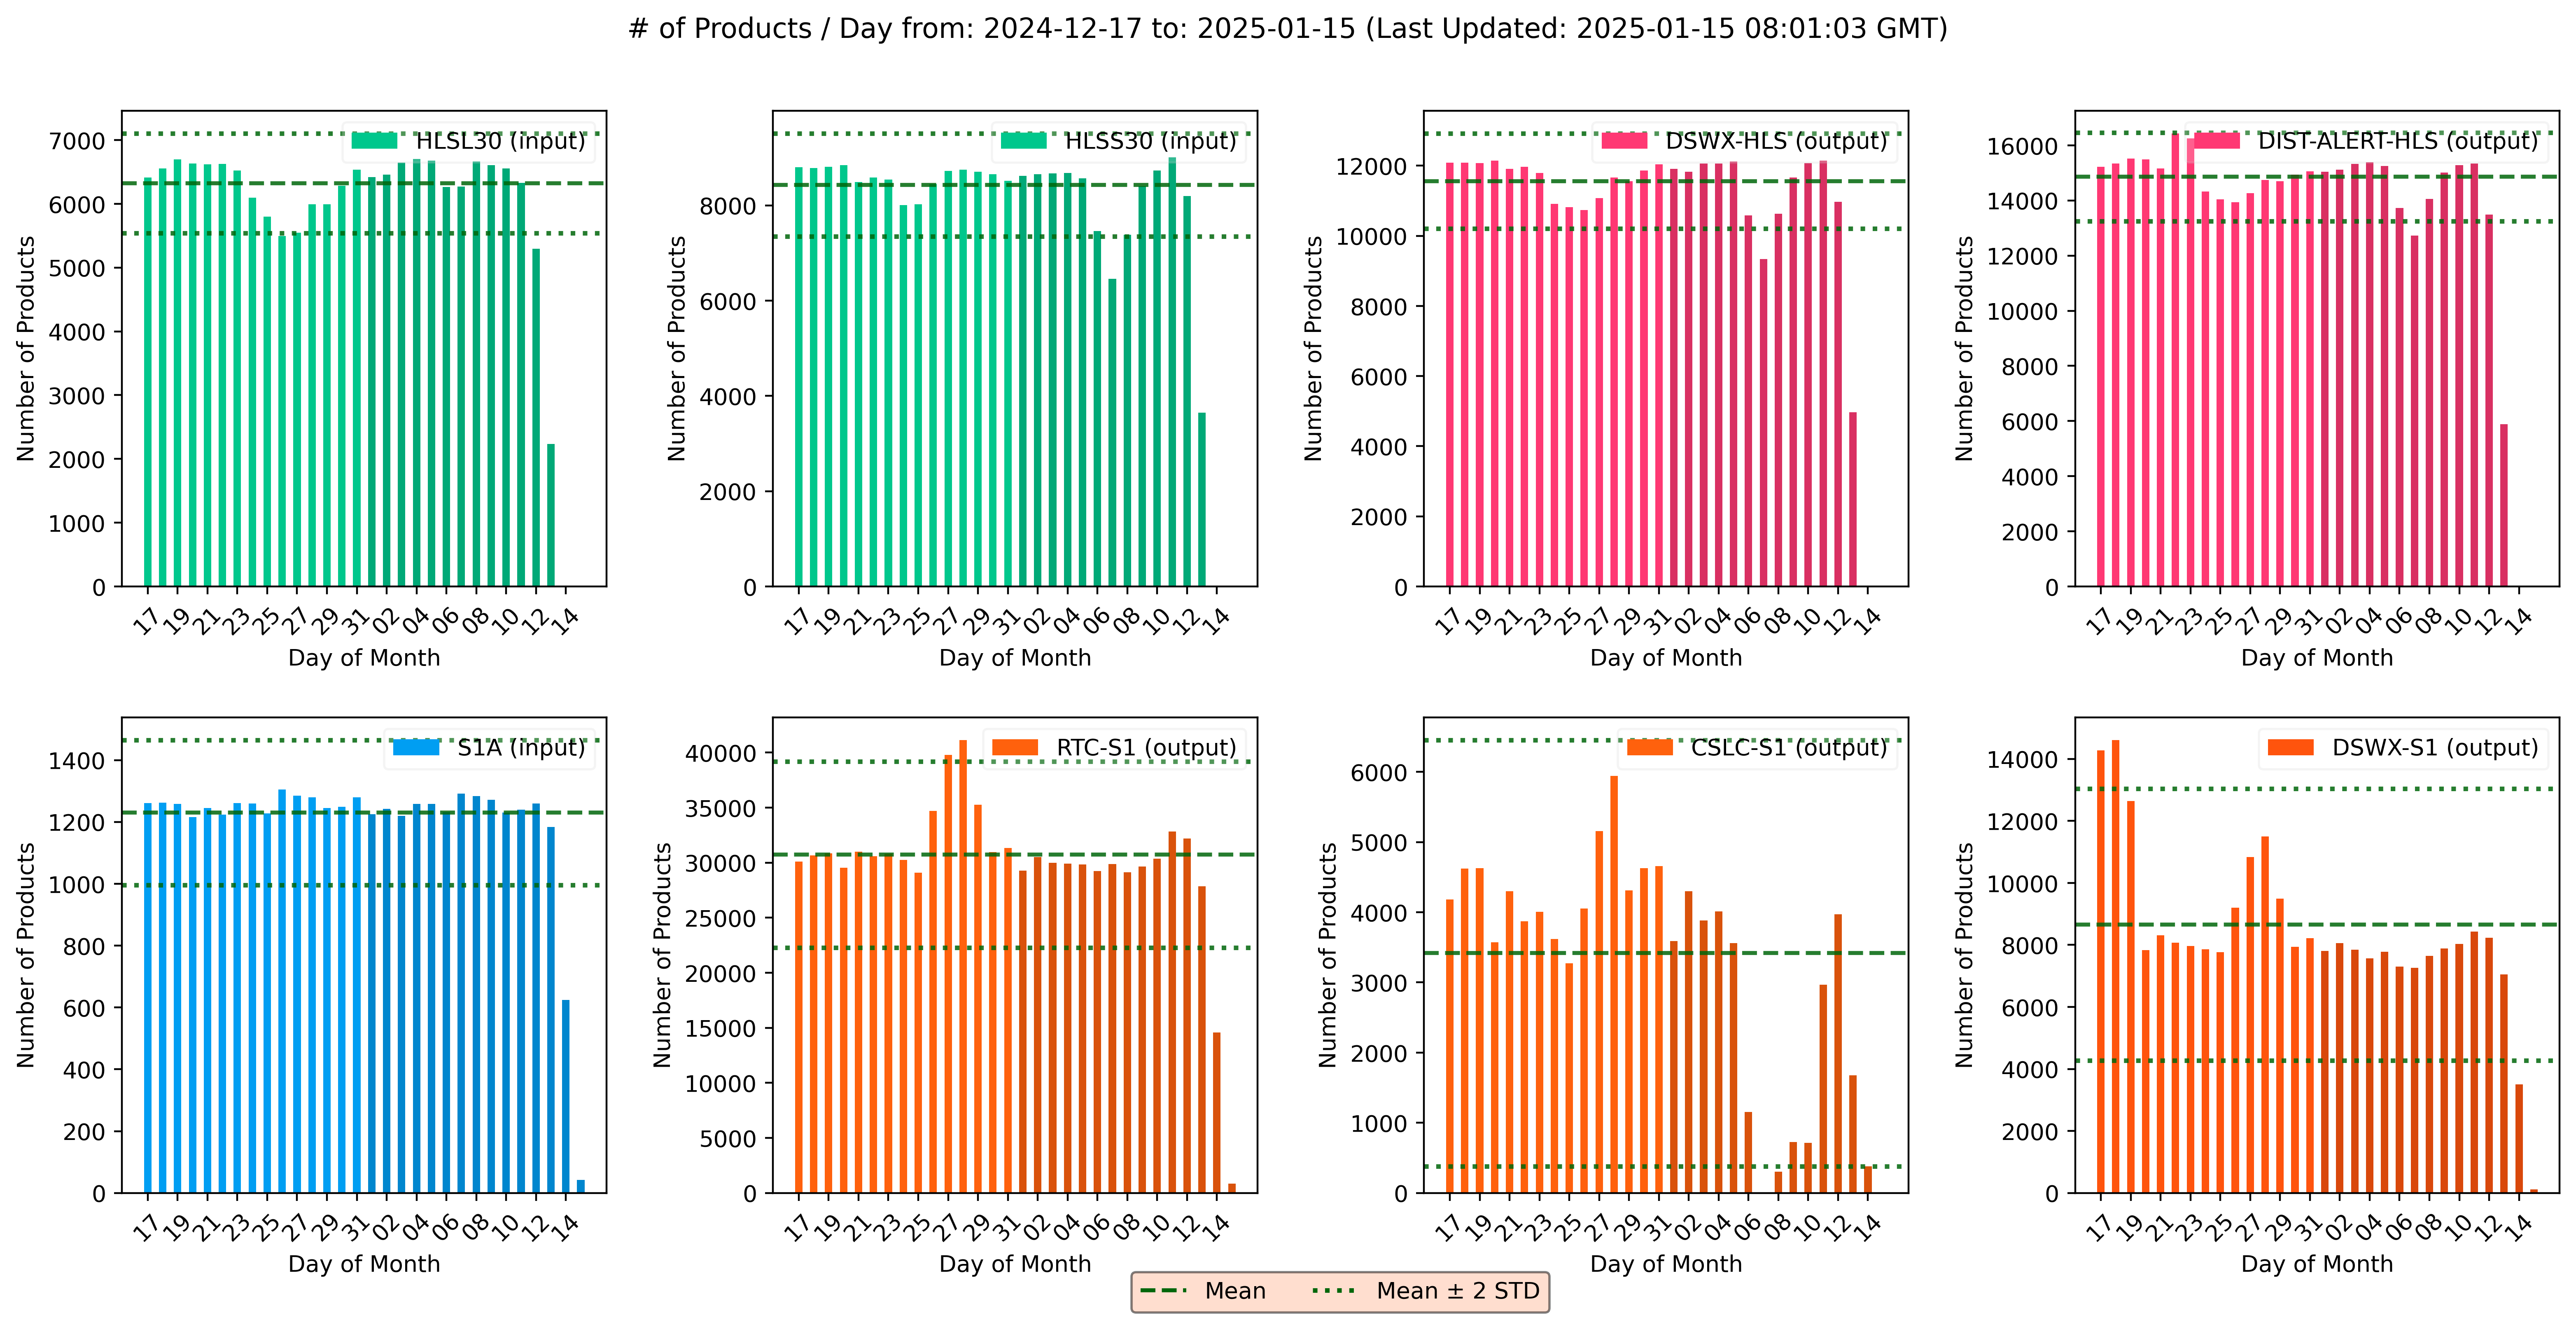 # of Products / Day from: 2024-12-17 to: 2025-01-15 (Last Updated: 2025-01-15 08:01:03 GMT)
HLSL30 (input)
Number of Products
7000
6000
5000
4000
3000
2000
1000
0
17 19 21 23 25 27 29 31 02 04 06 08 10 12 14
Day of Month
HLSS30 (input)
Number of Products
8000
6000
4000
2000
0
17 19 21 23 25 27 29 31 02 04 06 08 10 12 14
Day of Month
DSWX-HLS (output)
Number of Products
12000
10000
8000
6000
4000
2000
0
17 19 21 23 25 27 29 31 02 04 06 08 10 12 14
Day of Month
DIST-ALERT-HLS (output)
Number of Products
16000
14000
12000
10000
8000
6000
4000
2000
0
17 19 21 23 25 27 29 31 02 04 06 08 10 12 14
Day of Month
S1A (input)
Number of Products
1400
1200
1000
800
600
400
200
0
17 19 21 23 25 27 29 31 02 04 06 08 10 12 14
Day of Month
RTC-S1 (output)
Number of Products
40000
35000
30000
25000
20000
15000
10000
5000
0
17 19 21 23 25 27 29 31 02 04 06 08 10 12 14
Day of Month
CSLC-S1 (output)
Number of Products
6000
5000
4000
3000
2000
1000
0
17 19 21 23 25 27 29 31 02 04 06 08 10 12 14
Day of Month
DSWX-S1 (output)
Number of Products
14000
12000
10000
8000
6000
4000
2000
0
17 19 21 23 25 27 29 31 02 04 06 08 10 12 14
Day of Month
Mean Mean ± 2 STD